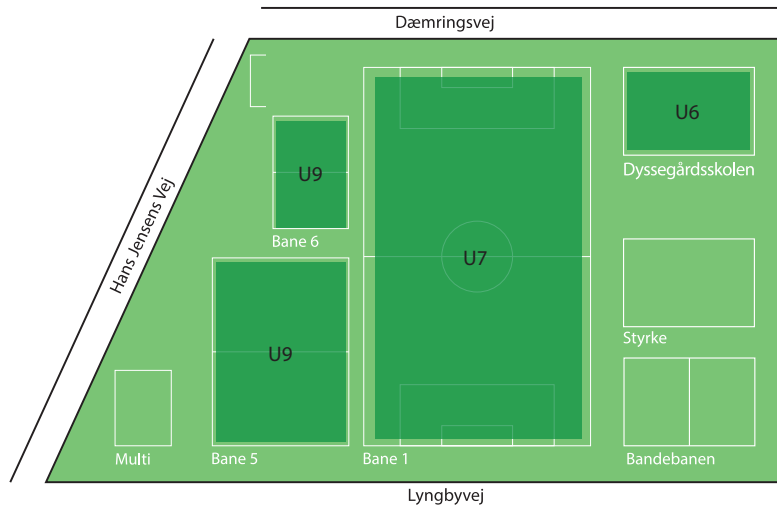 Dæmringsvej
Hans Jensens Vej
U9
Bane 6
U9
Bane 5
Multi
U7
Bane 1
U6
Dyssegårdsskolen
Styrke
Bandebanen
Lyngbyvej